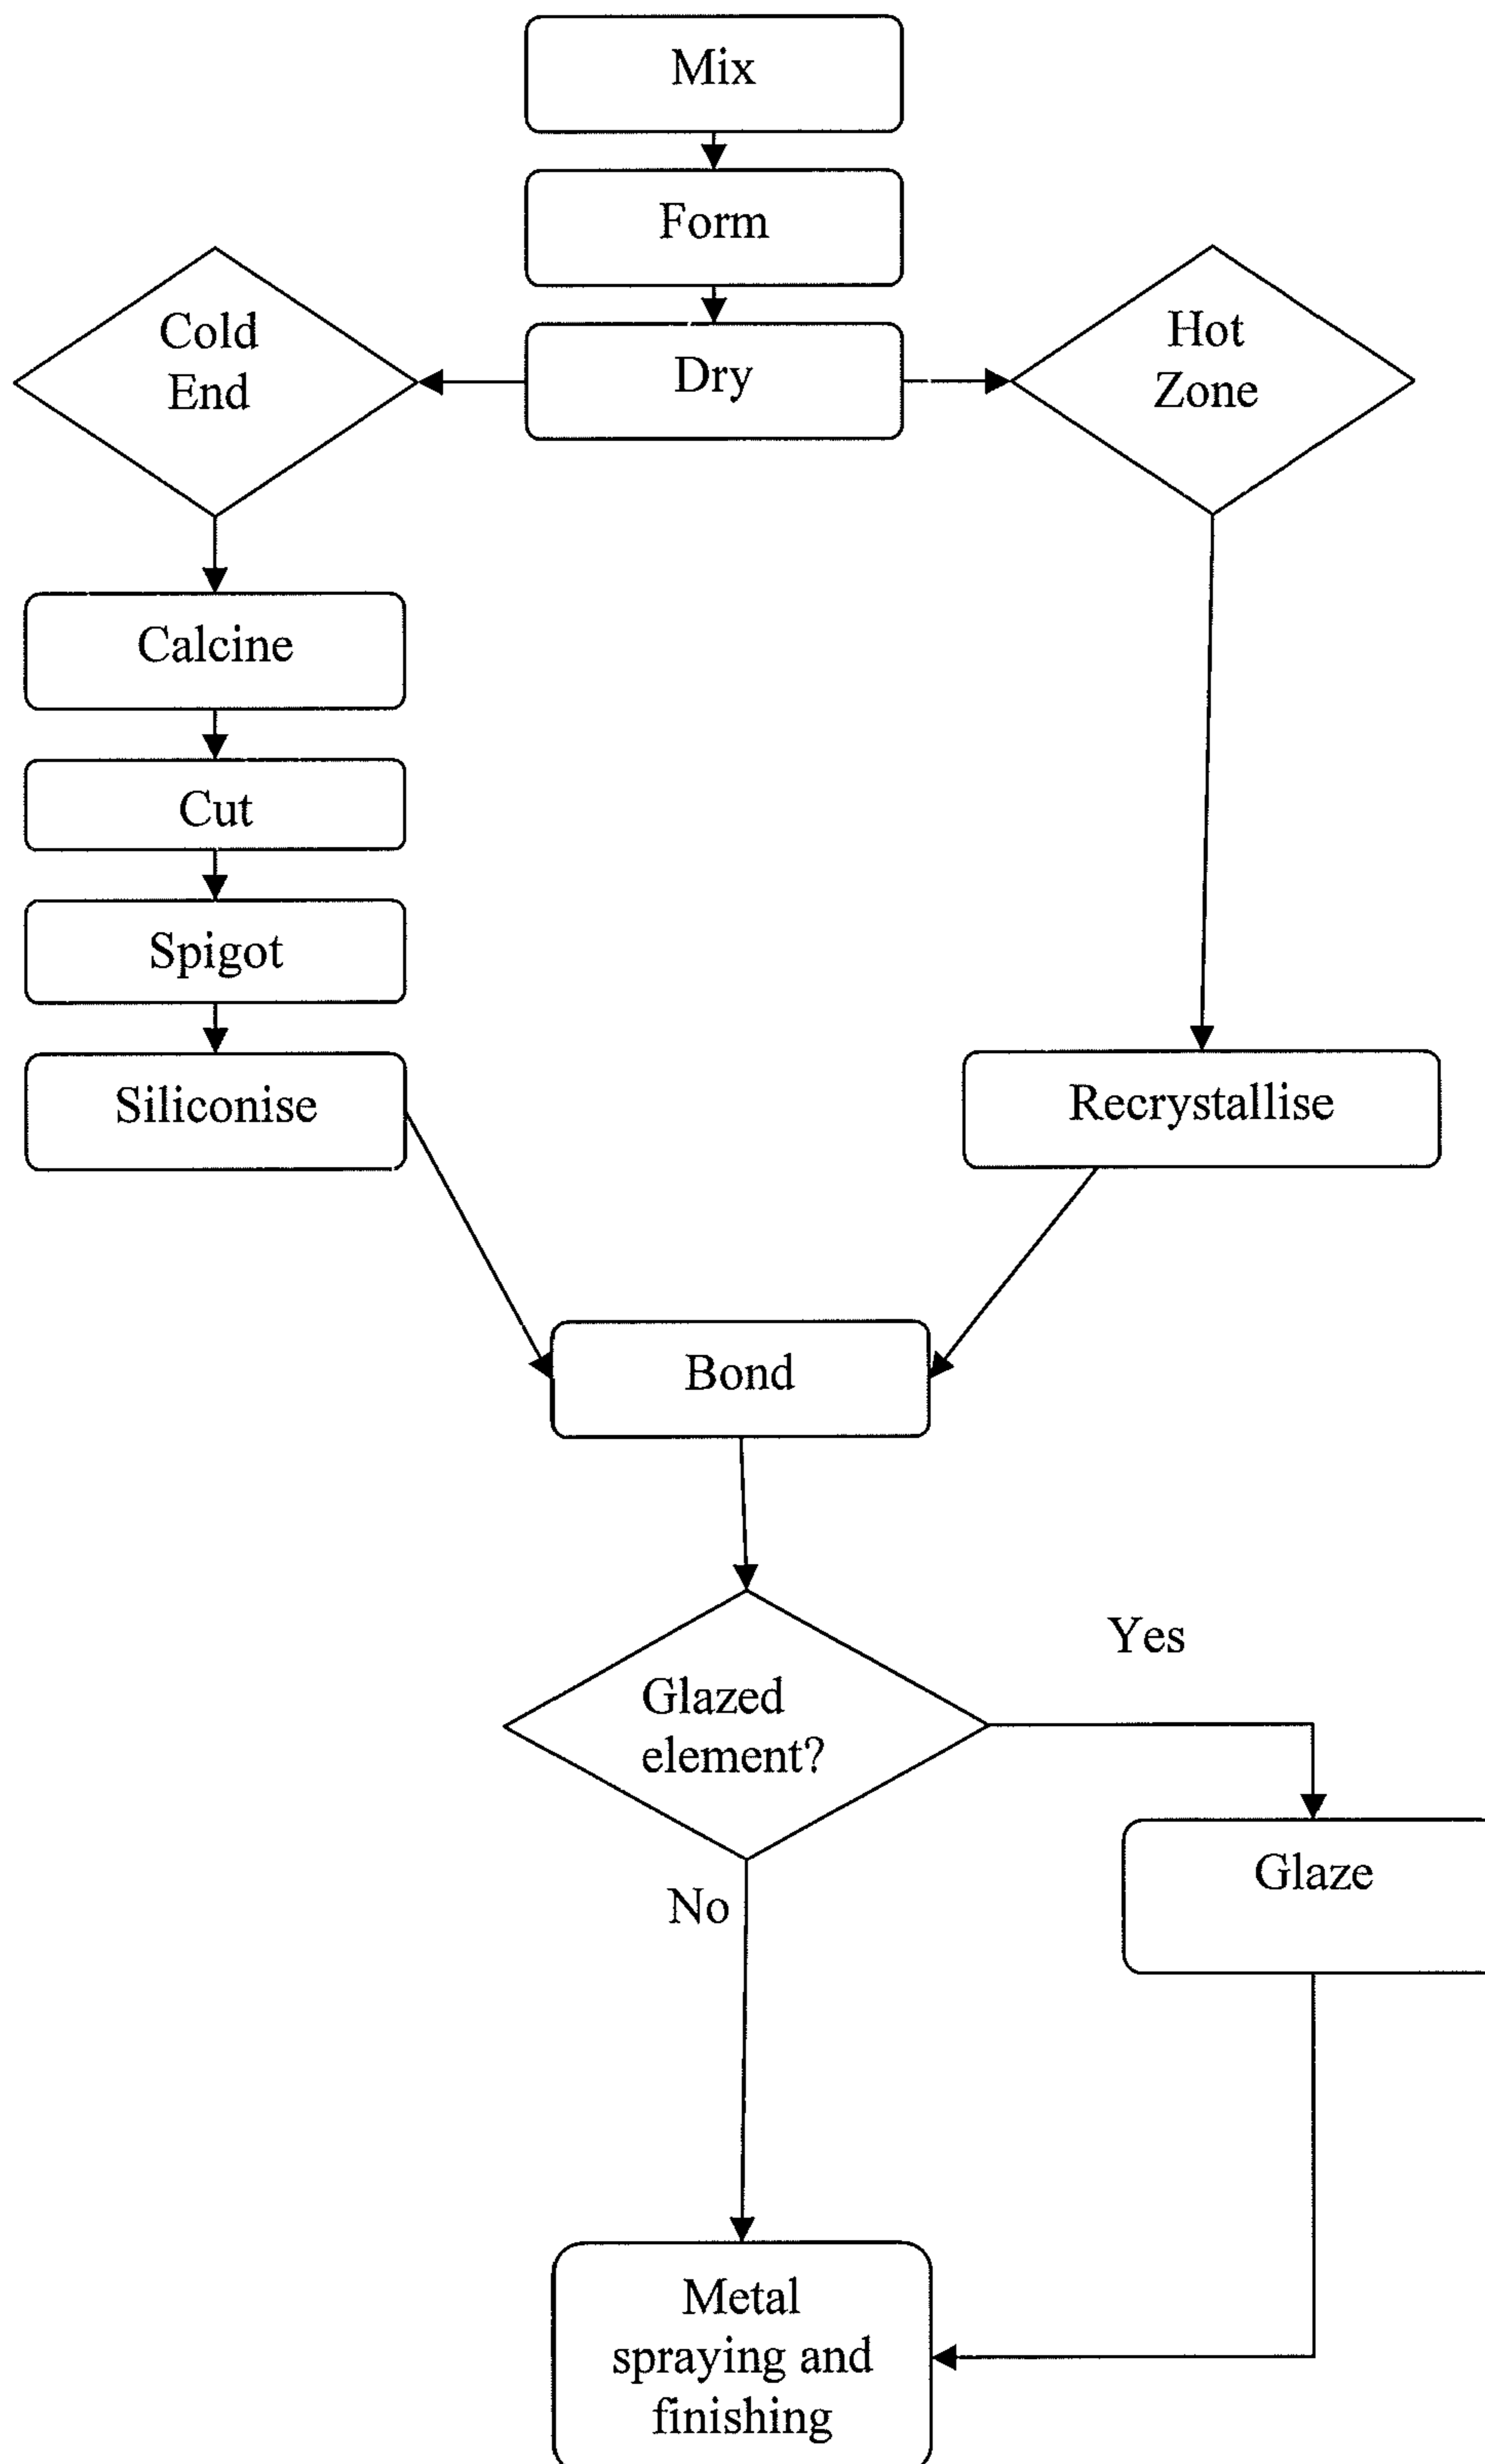 Mix
Form
Cold
End
Dry
Hot
Zone
Calcine
Cut
Spigot
Siliconise
Recrystallise
Bond
Yes
Glazed
element?
Glaze
No
Metal
spraying and
finishing